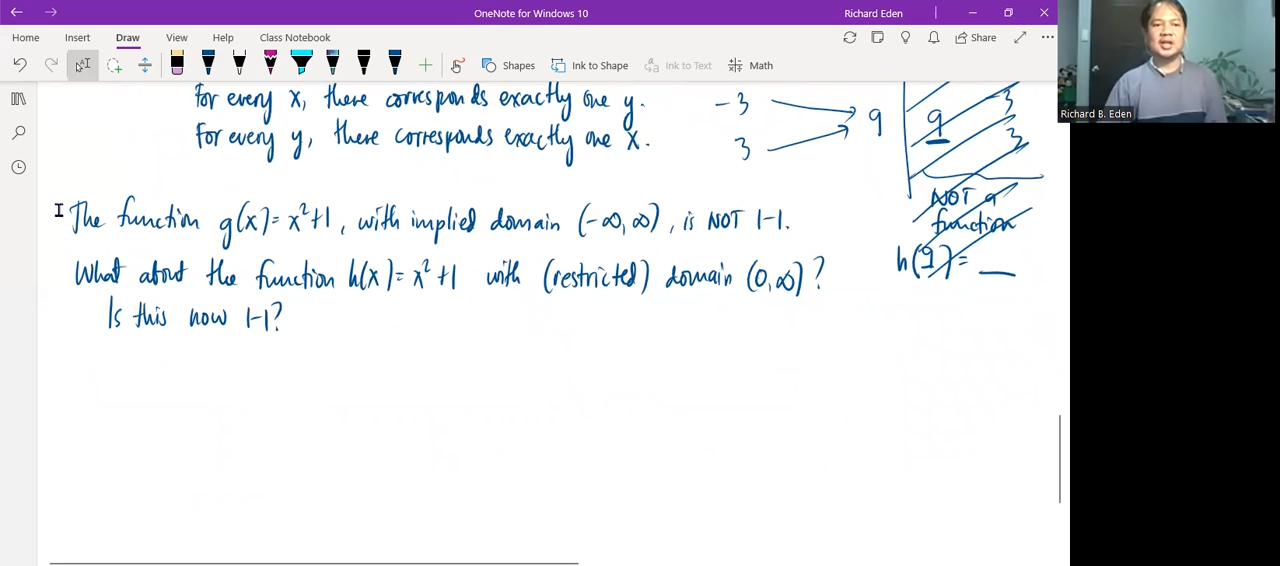 OneNote for Windows 10
Richard Eden
Home Insert Draw View Help Class Notebook
Share
Shapes Ink to Shape Ink to Text Math
Richard B. Eden
For every x, there corresponds exactly one y.
For every y, there corresponds exactly one x.
-3
3
9
9
3
3
NOT a
function
h(9) = __
The function g(x) = x²+1, with implied domain (-∞, ∞), is NOT 1-1.
What about the function h(x) = x²+1 with (restricted) domain (0, ∞)?
Is this now 1-1?